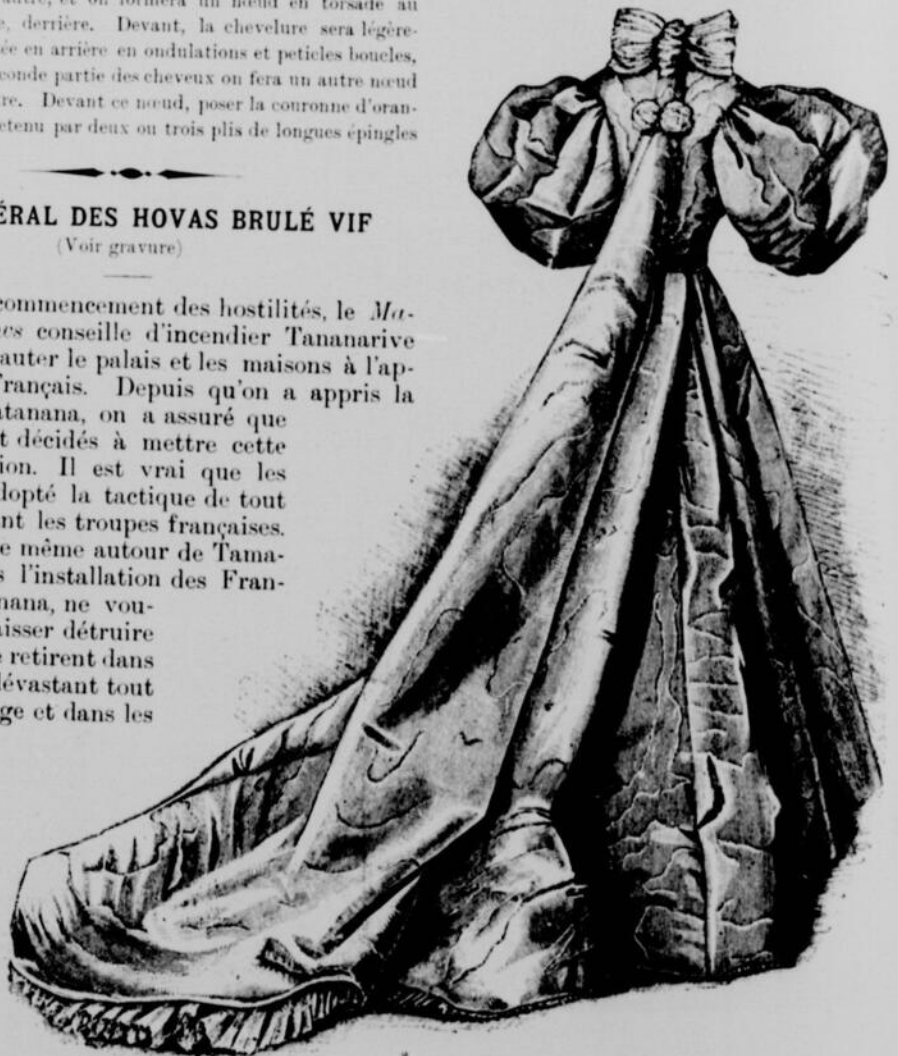 autre, et on formera un nœud en torsade au
derrière. Devant, la chevelure sera légère-
ée en arrière en ondulations et peticles boucles,
conde partie des cheveux on fera un autre nœud
re. Devant ce nœud, poser la couronne d'oran-
etenu par deux ou trois plis de longues épingles
ÉRAL DES HOVAS BRULÉ VIF
(Voir gravure)
commencement des hostilités, le Ma-
es conseille d'incendier Tananarive
auter le palais et les maisons à l'ap-
rançais. Depuis qu'on a appris la
atanana, on a assuré que
t décidés à mettre cette
ion. Il est vrai que les
dopté la tactique de tout
nt les troupes françaises.
e même autour de Tama-
s l'installation des Fran-
nana, ne vou-
aisser détruire
e retirent dans
dévastant tout
ge et dans les